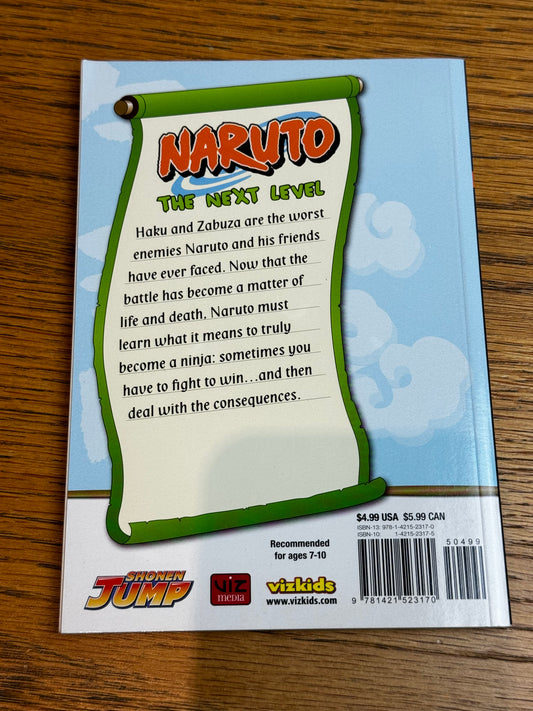 NARUTO
THE NEXT LEVEL
Haku and Zabuza are the worst
enemies Naruto and his friends
have ever faced. Now that the
battle has become a matter of
life and death, Naruto must
learn what it means to truly
become a ninja: sometimes you
have to fight to win...and then
deal with the consequences.
$4.99 USA $5.99 CAN
ISBN-13: 978-1-4215-2317-0
ISBN-10: 1-4215-2317-5
50499
Recommended
for ages 7-10
SHONEN
JUMP
VIZ
MEDIA
vizkids
www.vizkids.com
9 781421 523170